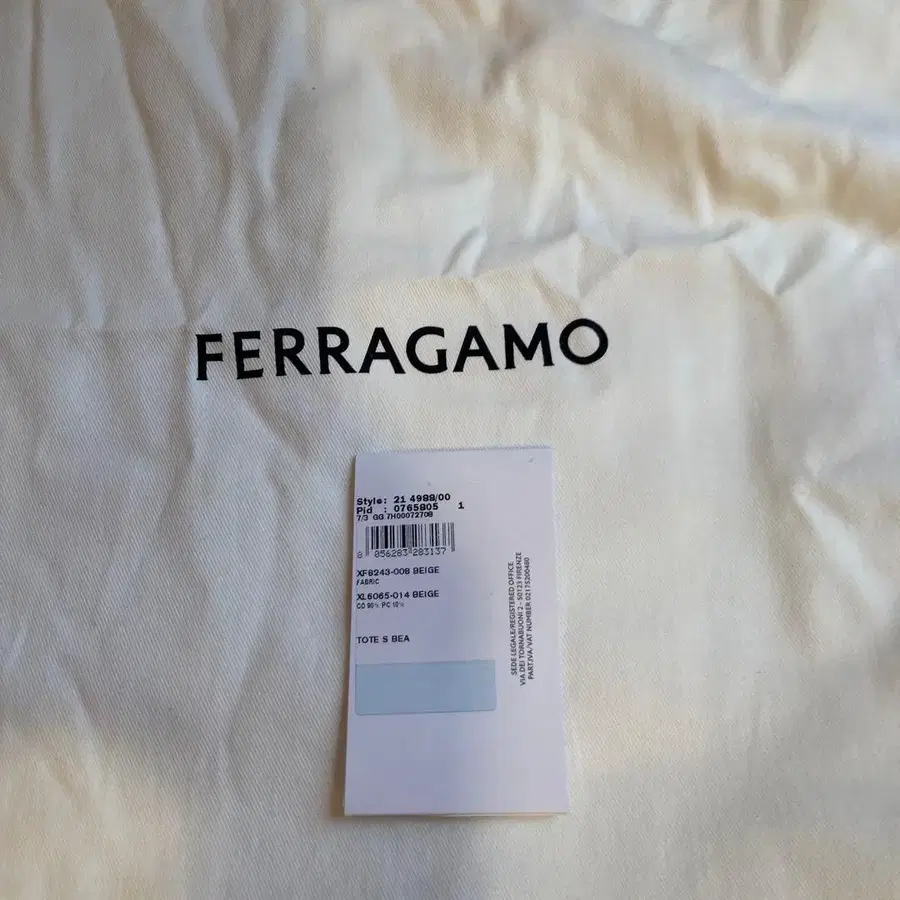 FERRAGAMO
Style: 21 4988/00
Pid : 0765805 1
7/3 GG 7H00072708
8 056283 283137
XF8243-008 BEIGE
FABRIC
XL6065-014 BEIGE
CO 90% PC 10%
TOTE S BEA
SEDE LEGALE/REGISTERED OFFICE
VIA DEI TORNABUONI 2 - 50123 FIRENZE
PART.IVA/VAT NUMBER 02175200480